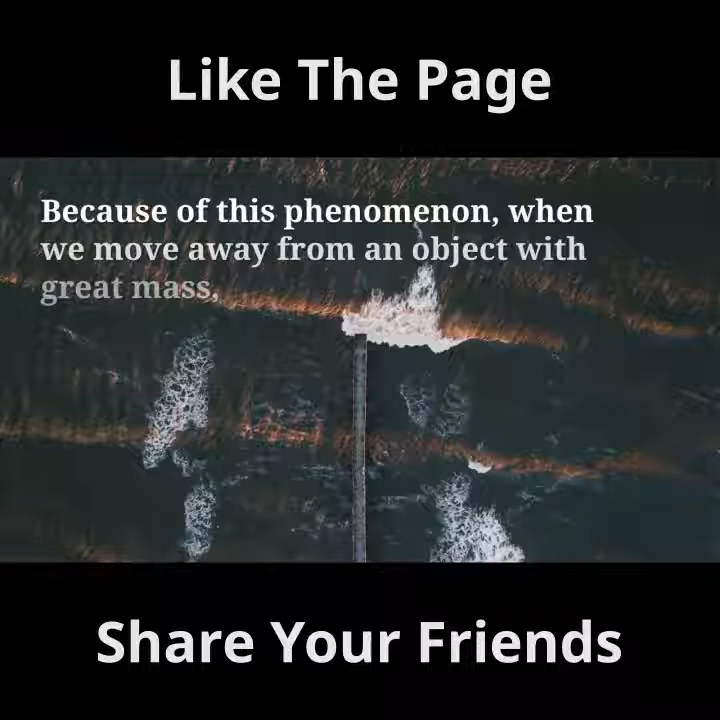 Like The Page
Because of this phenomenon, when
we move away from an object with
great mass,
Share Your Friends